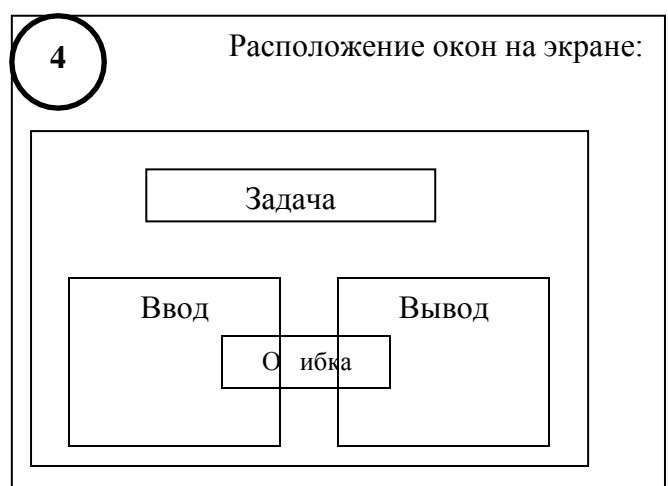 4
Расположение окон на экране:
Задача
Ввод
Вывод
О ибка